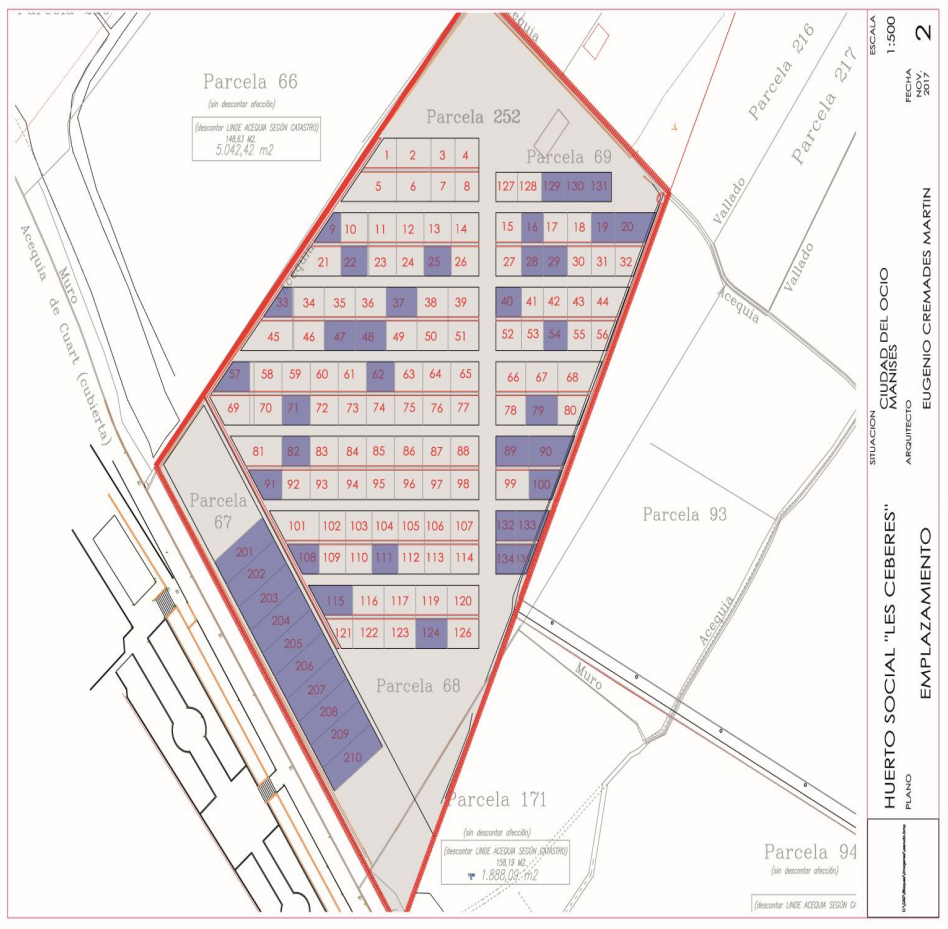 Parcela 66
(sin descontar afección)
(descontar LINDE ACEQUIA SEGÚN CATASTRO)
148,63 M2
5.042,42 m2
Acequia
Parcela 216
Parcela 217
Vallado
Vallado
Acequia
Parcela 252
Parcela 69
1 2 3 4
5 6 7 8
127 128 129 130 131
9 10 11 12 13 14
15 16 17 18 19 20
21 22 23 24 25 26
27 28 29 30 31 32
33 34 35 36 37 38 39
40 41 42 43 44
45 46 47 48 49 50 51
52 53 54 55 56
57 58 59 60 61 62 63 64 65
66 67 68
69 70 71 72 73 74 75 76 77
78 79 80
81 82 83 84 85 86 87 88
89 90
91 92 93 94 95 96 97 98
99 100
101 102 103 104 105 106 107
132 133
108 109 110 111 112 113 114
134
115 116 117 119 120
121 122 123 124 126
Muro
Acequia de Cuart (cubierta)
Parcela
67
201
202
203
204
205
206
207
208
209
210
Parcela 68
Parcela 93
Acequia
Muro
Parcela 171
(sin descontar afección)
(descontar LINDE ACEQUIA SEGÚN CATASTRO)
158,19 M2
1.888,09 m2
Parcela 94
(sin descontar afección)
(descontar LINDE ACEQUIA SEGÚN
HUERTO SOCIAL "LES CEBERES"
SITUACION
CIUDAD DEL OCIO
MANISES
ESCALA
1:500
PLANO
EMPLAZAMIENTO
ARQUITECTO
EUGENIO CREMADES MARTIN
FECHA
NOV.
2017
2